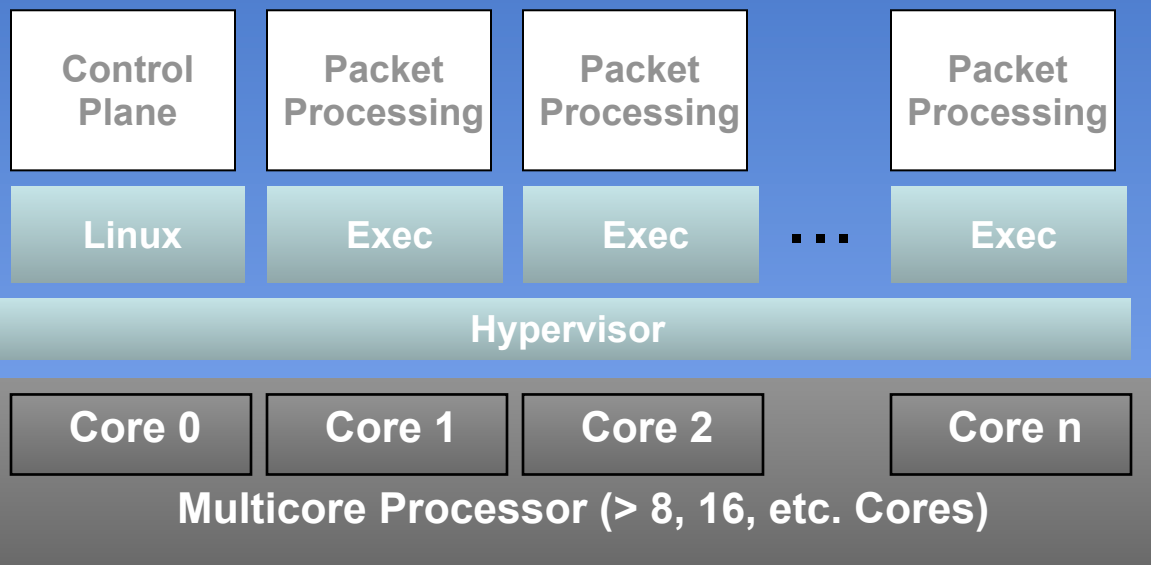 Control
Plane
Packet
Processing
Packet
Processing
Packet
Processing
Linux
Exec
Exec
...
Exec
Hypervisor
Core 0
Core 1
Core 2
Core n
Multicore Processor (> 8, 16, etc. Cores)